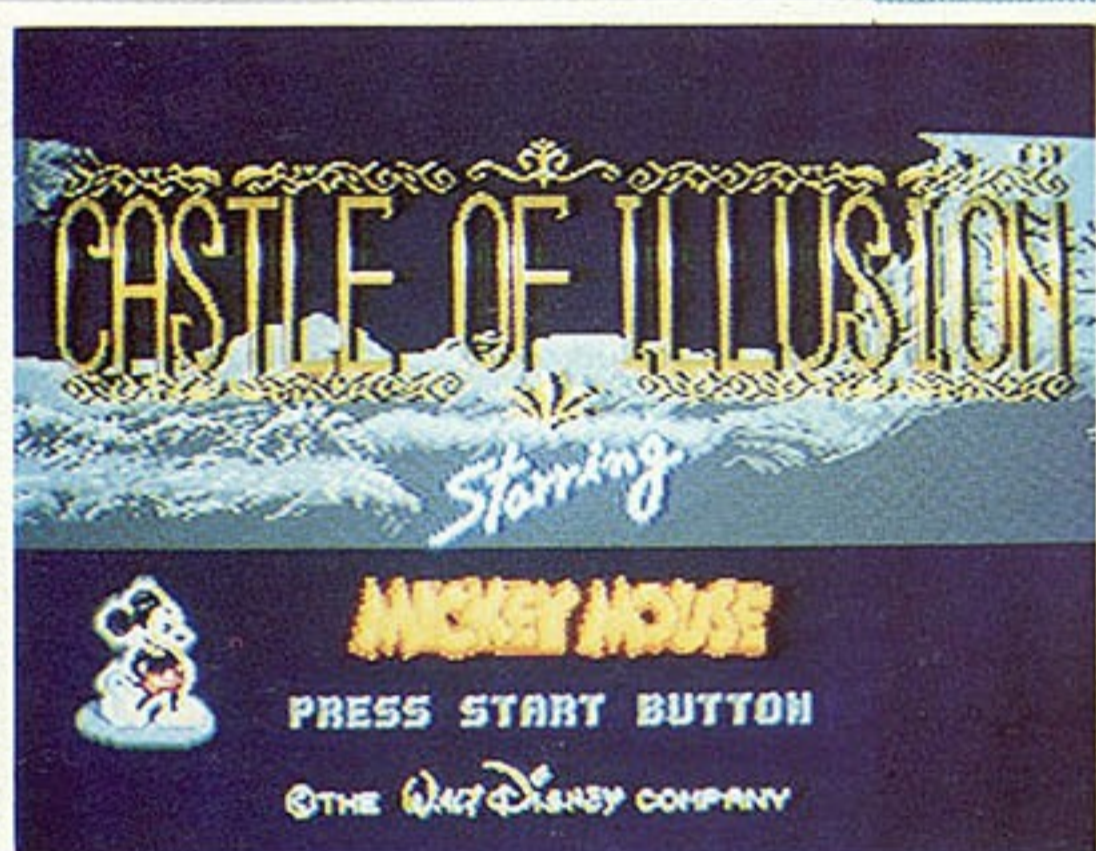 CASTLE OF ILLUSION
Starring
MICKEY MOUSE
PRESS START BUTTON
©THE WALT DISNEY COMPANY